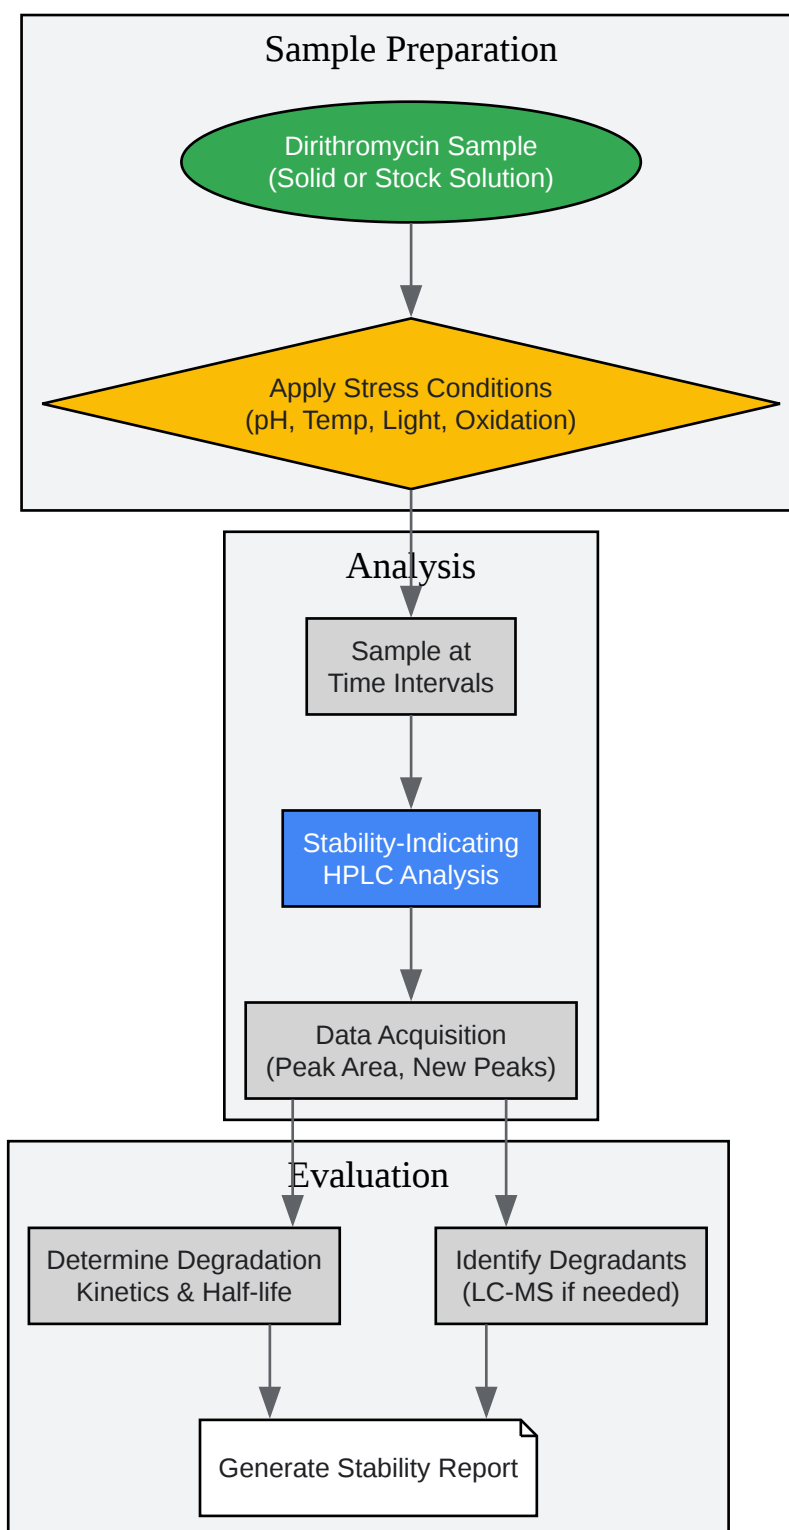 Sample Preparation
Dirithromycin Sample
(Solid or Stock Solution)
Apply Stress Conditions
(pH, Temp, Light, Oxidation)
Analysis
Sample at
Time Intervals
Stability-Indicating
HPLC Analysis
Data Acquisition
(Peak Area, New Peaks)
Evaluation
Determine Degradation
Kinetics & Half-life
Identify Degradants
(LC-MS if needed)
Generate Stability Report